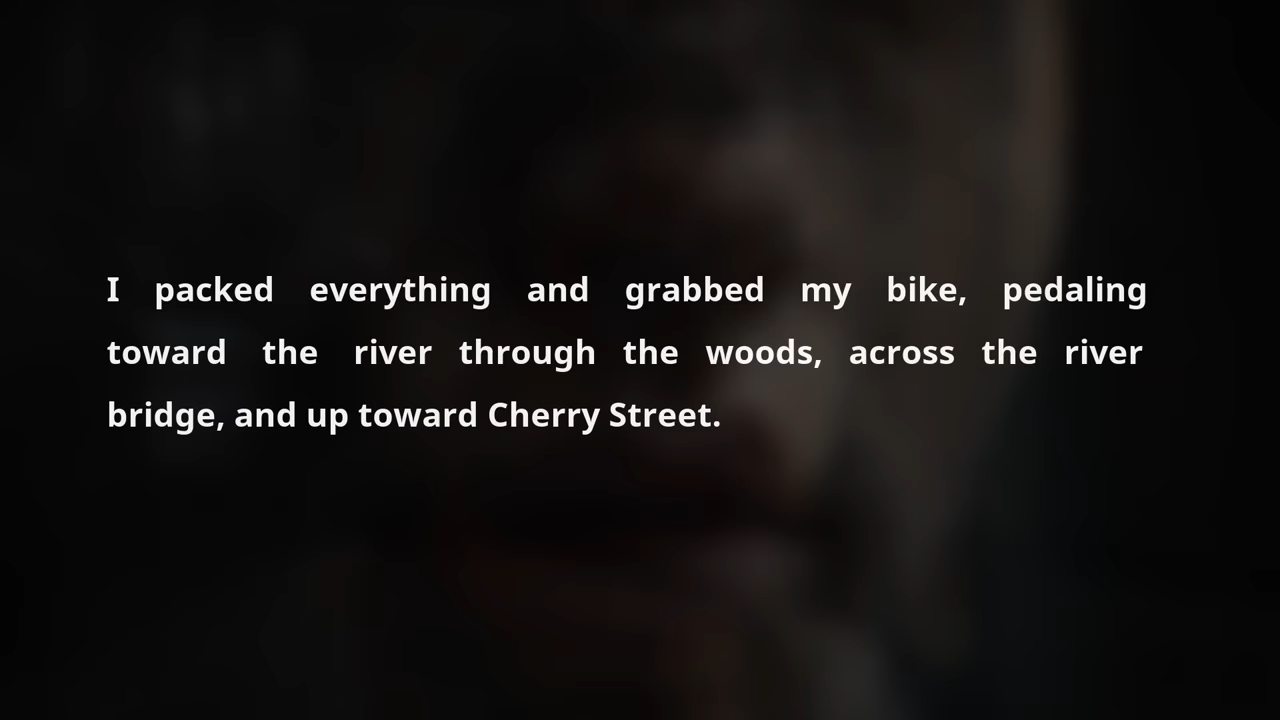 I packed everything and grabbed my bike, pedaling
toward the river through the woods, across the river
bridge, and up toward Cherry Street.